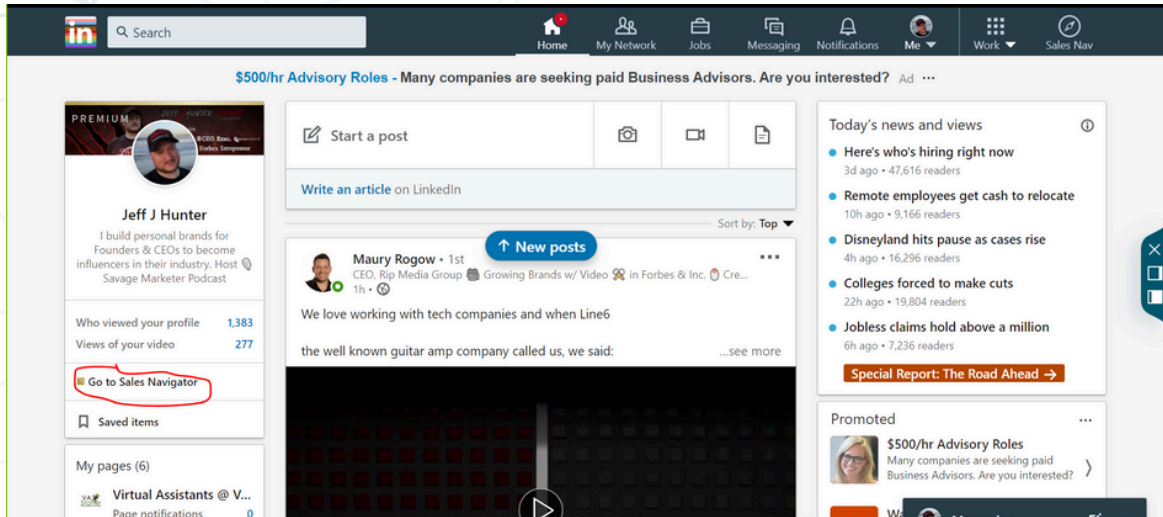 in
Search
Home
My Network
Jobs
Messaging
Notifications
Me
Work
Sales Nav
$500/hr Advisory Roles - Many companies are seeking paid Business Advisors. Are you interested? Ad ...
PREMIUM
Jeff J Hunter
I build personal brands for
Founders & CEOs to become
influencers in their industry. Host
Savage Marketer Podcast
Who viewed your profile 1,383
Views of your video 277
Go to Sales Navigator
Saved items
My pages (6)
Virtual Assistants @ V...
Page notifications 0
Start a post
Write an article on LinkedIn
Sort by: Top
↑ New posts
Maury Rogow • 1st
CEO, Rip Media Group Growing Brands w/ Video in Forbes & Inc. Cre...
1h •
We love working with tech companies and when Line6
the well known guitar amp company called us, we said: ...see more
Today's news and views
• Here's who's hiring right now
3d ago • 47,616 readers
• Remote employees get cash to relocate
10h ago • 9,166 readers
• Disneyland hits pause as cases rise
4h ago • 16,296 readers
• Colleges forced to make cuts
22h ago • 19,804 readers
• Jobless claims hold above a million
6h ago • 7,236 readers
Special Report: The Road Ahead →
Promoted ...
$500/hr Advisory Roles
Many companies are seeking paid
Business Advisors. Are you interested?